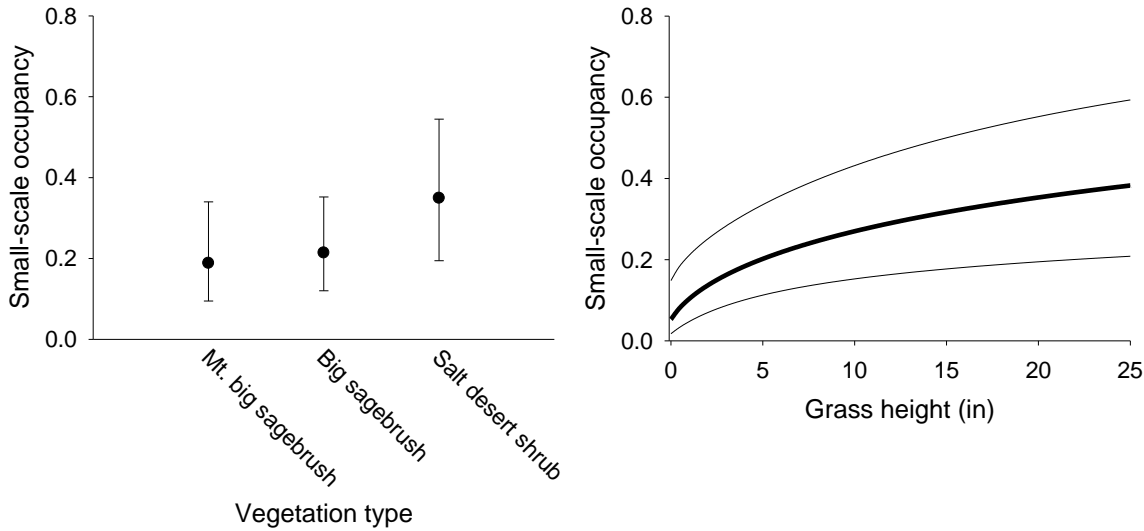 Small-scale occupancy
0.8
0.6
0.4
0.2
0.0
Mt. big sagebrush
Big sagebrush
Salt desert shrub
Vegetation type
Small-scale occupancy
0.8
0.6
0.4
0.2
0.0
0 5 10 15 20 25
Grass height (in)